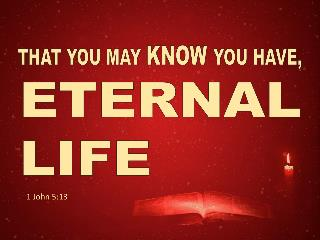 THAT YOU MAY KNOW YOU HAVE,
ETERNAL
LIFE
1 John 5:13